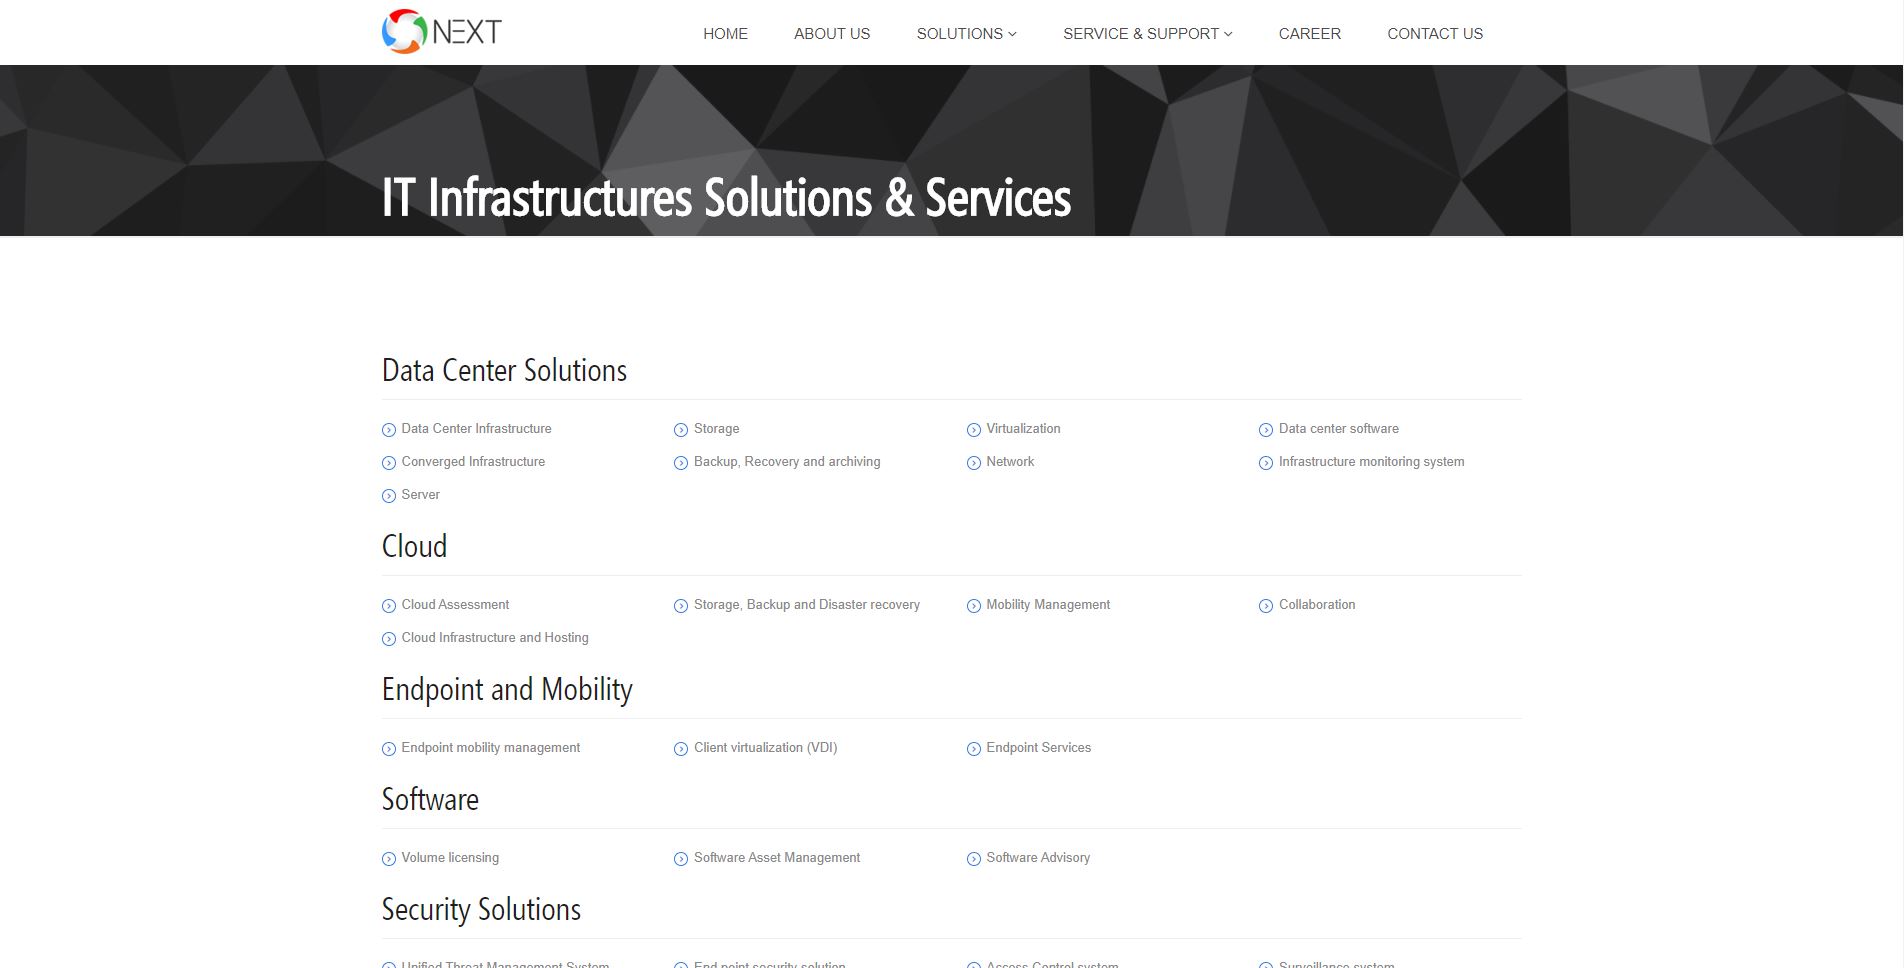 NEXT
HOME ABOUT US SOLUTIONS SERVICE & SUPPORT CAREER CONTACT US
IT Infrastructures Solutions & Services
Data Center Solutions
Data Center Infrastructure Storage Virtualization Data center software
Converged Infrastructure Backup, Recovery and archiving Network Infrastructure monitoring system
Server
Cloud
Cloud Assessment Storage, Backup and Disaster recovery Mobility Management Collaboration
Cloud Infrastructure and Hosting
Endpoint and Mobility
Endpoint mobility management Client virtualization (VDI) Endpoint Services
Software
Volume licensing Software Asset Management Software Advisory
Security Solutions
Unified Threat Management System End point security solution Access Control system Surveillance system